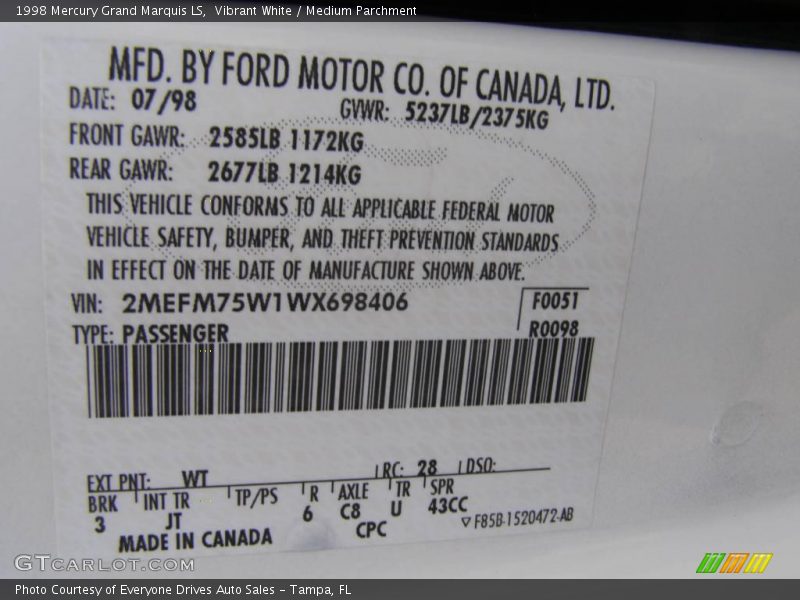 1998 Mercury Grand Marquis LS,  Vibrant White / Medium Parchment
MFD. BY FORD MOTOR CO. OF CANADA, LTD.
DATE: 07/98 GVWR: 5237LB/2375KG
FRONT GAWR: 2585LB 1172KG
REAR GAWR: 2677LB 1214KG
THIS VEHICLE CONFORMS TO ALL APPLICABLE FEDERAL MOTOR
VEHICLE SAFETY, BUMPER, AND THEFT PREVENTION STANDARDS
IN EFFECT ON THE DATE OF MANUFACTURE SHOWN ABOVE.
VIN: 2MEFM75W1WX698406 F0051
TYPE: PASSENGER R0098
EXT PNT: WT RC: 28 DSO:
BRK INT TR TP/PS R AXLE TR SPR
3 JT 6 C8 U 43CC
MADE IN CANADA CPC F85B-1520472-AB
GTCARLOT.COM
Photo Courtesy of Everyone Drives Auto Sales – Tampa, FL